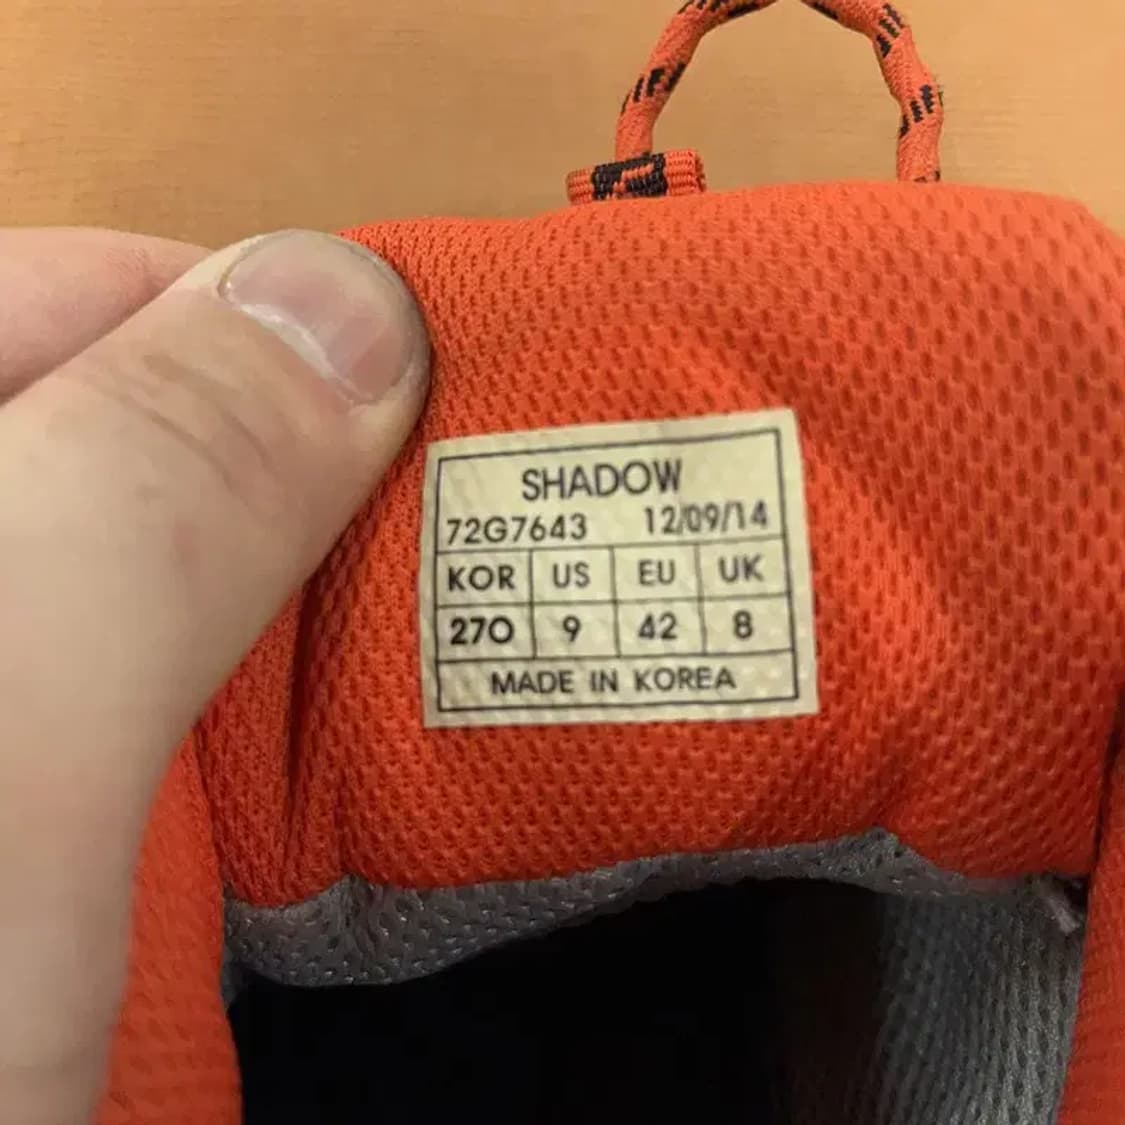 SHADOW
72G7643 12/09/14
KOR US EU UK
270 9 42 8
MADE IN KOREA